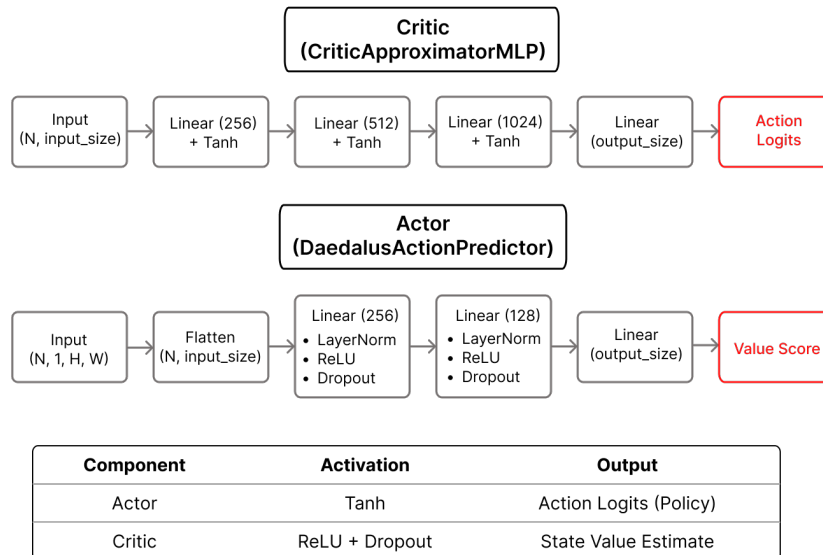 Critic
(CriticApproximatorMLP)
Input
(N, input_size)
Linear (256)
+ Tanh
Linear (512)
+ Tanh
Linear (1024)
+ Tanh
Linear
(output_size)
Action
Logits
Actor
(DaedalusActionPredictor)
Input
(N, 1, H, W)
Flatten
(N, input_size)
Linear (256)
• LayerNorm
• ReLU
• Dropout
Linear (128)
• LayerNorm
• ReLU
• Dropout
Linear
(output_size)
Value Score
Component Activation Output
Actor Tanh Action Logits (Policy)
Critic ReLU + Dropout State Value Estimate